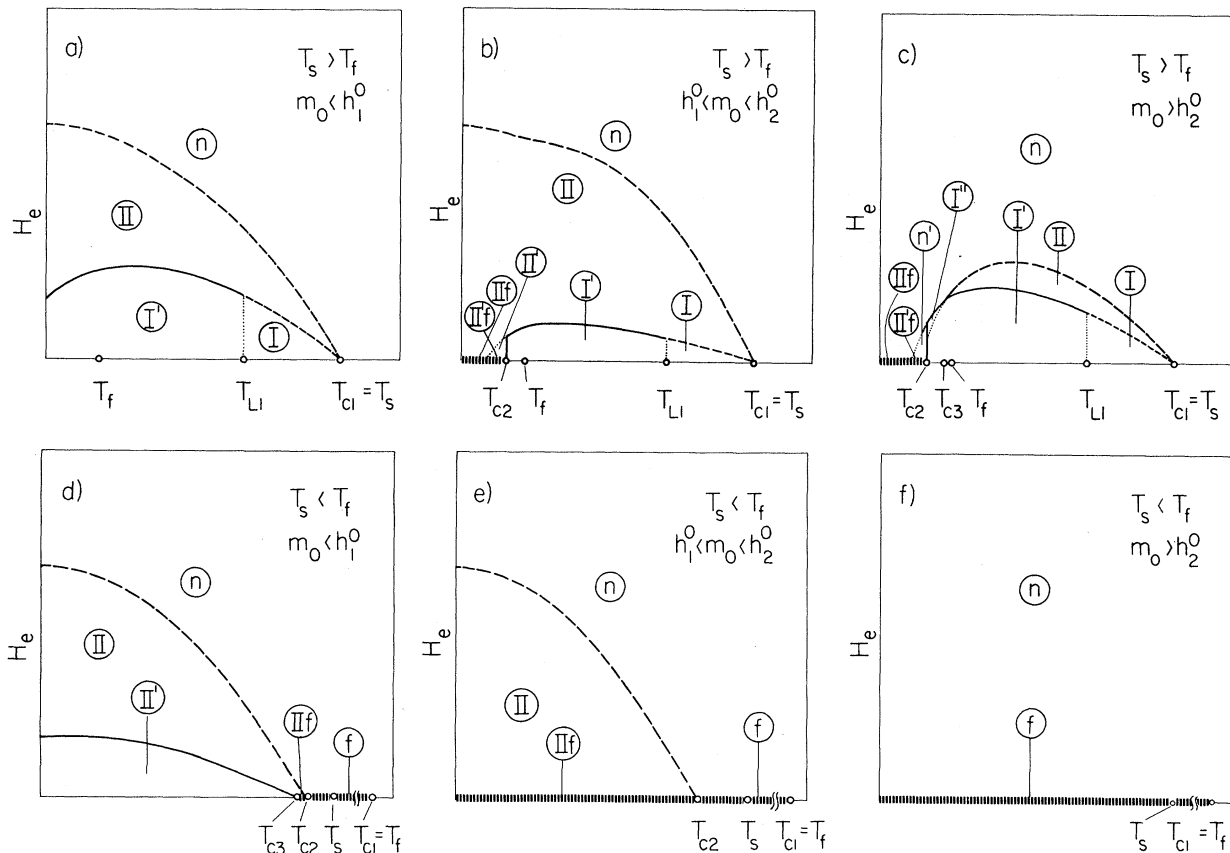 a)
T_s > T_f
m_0 < h_1^0
n
II
I'
I
H_e
T_f
T_L1
T_c1 = T_s
b)
T_s > T_f
h_1^0 < m_0 < h_2^0
n
II
II'
IIf
II'f
I'
I
H_e
T_c2
T_f
T_L1
T_c1 = T_s
c)
T_s > T_f
m_0 > h_2^0
n
I''
I'
II
n'
I
IIf
II'f
H_e
T_c2
T_c3
T_f
T_L1
T_c1 = T_s
d)
T_s < T_f
m_0 < h_1^0
n
II
II'
IIf
f
H_e
T_c3
T_c2
T_s
T_c1 = T_f
e)
T_s < T_f
h_1^0 < m_0 < h_2^0
n
II
IIf
f
H_e
T_c2
T_s
T_c1 = T_f
f)
T_s < T_f
m_0 > h_2^0
n
f
H_e
T_s
T_c1 = T_f